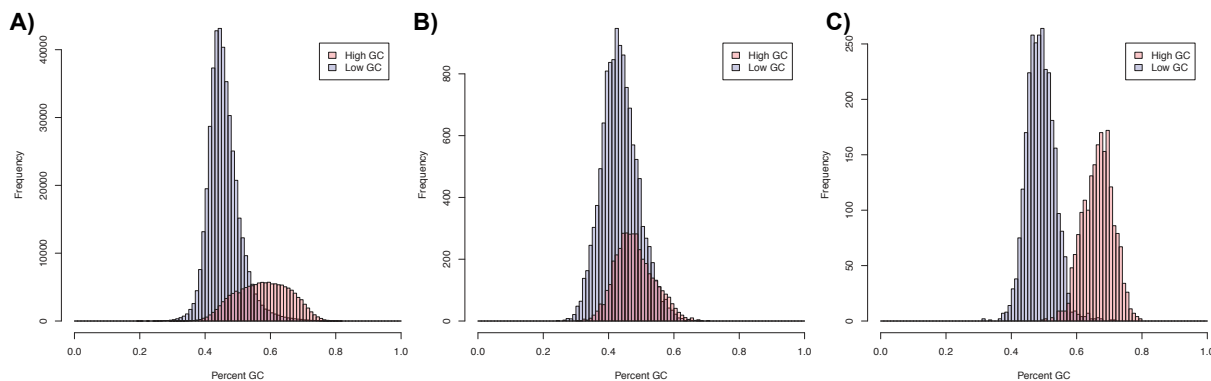 A)
Frequency
40000
30000
20000
10000
0
High GC
Low GC
0.0 0.2 0.4 0.6 0.8 1.0
Percent GC
B)
Frequency
800
600
400
200
0
High GC
Low GC
0.0 0.2 0.4 0.6 0.8 1.0
Percent GC
C)
Frequency
250
200
150
100
50
0
High GC
Low GC
0.0 0.2 0.4 0.6 0.8 1.0
Percent GC